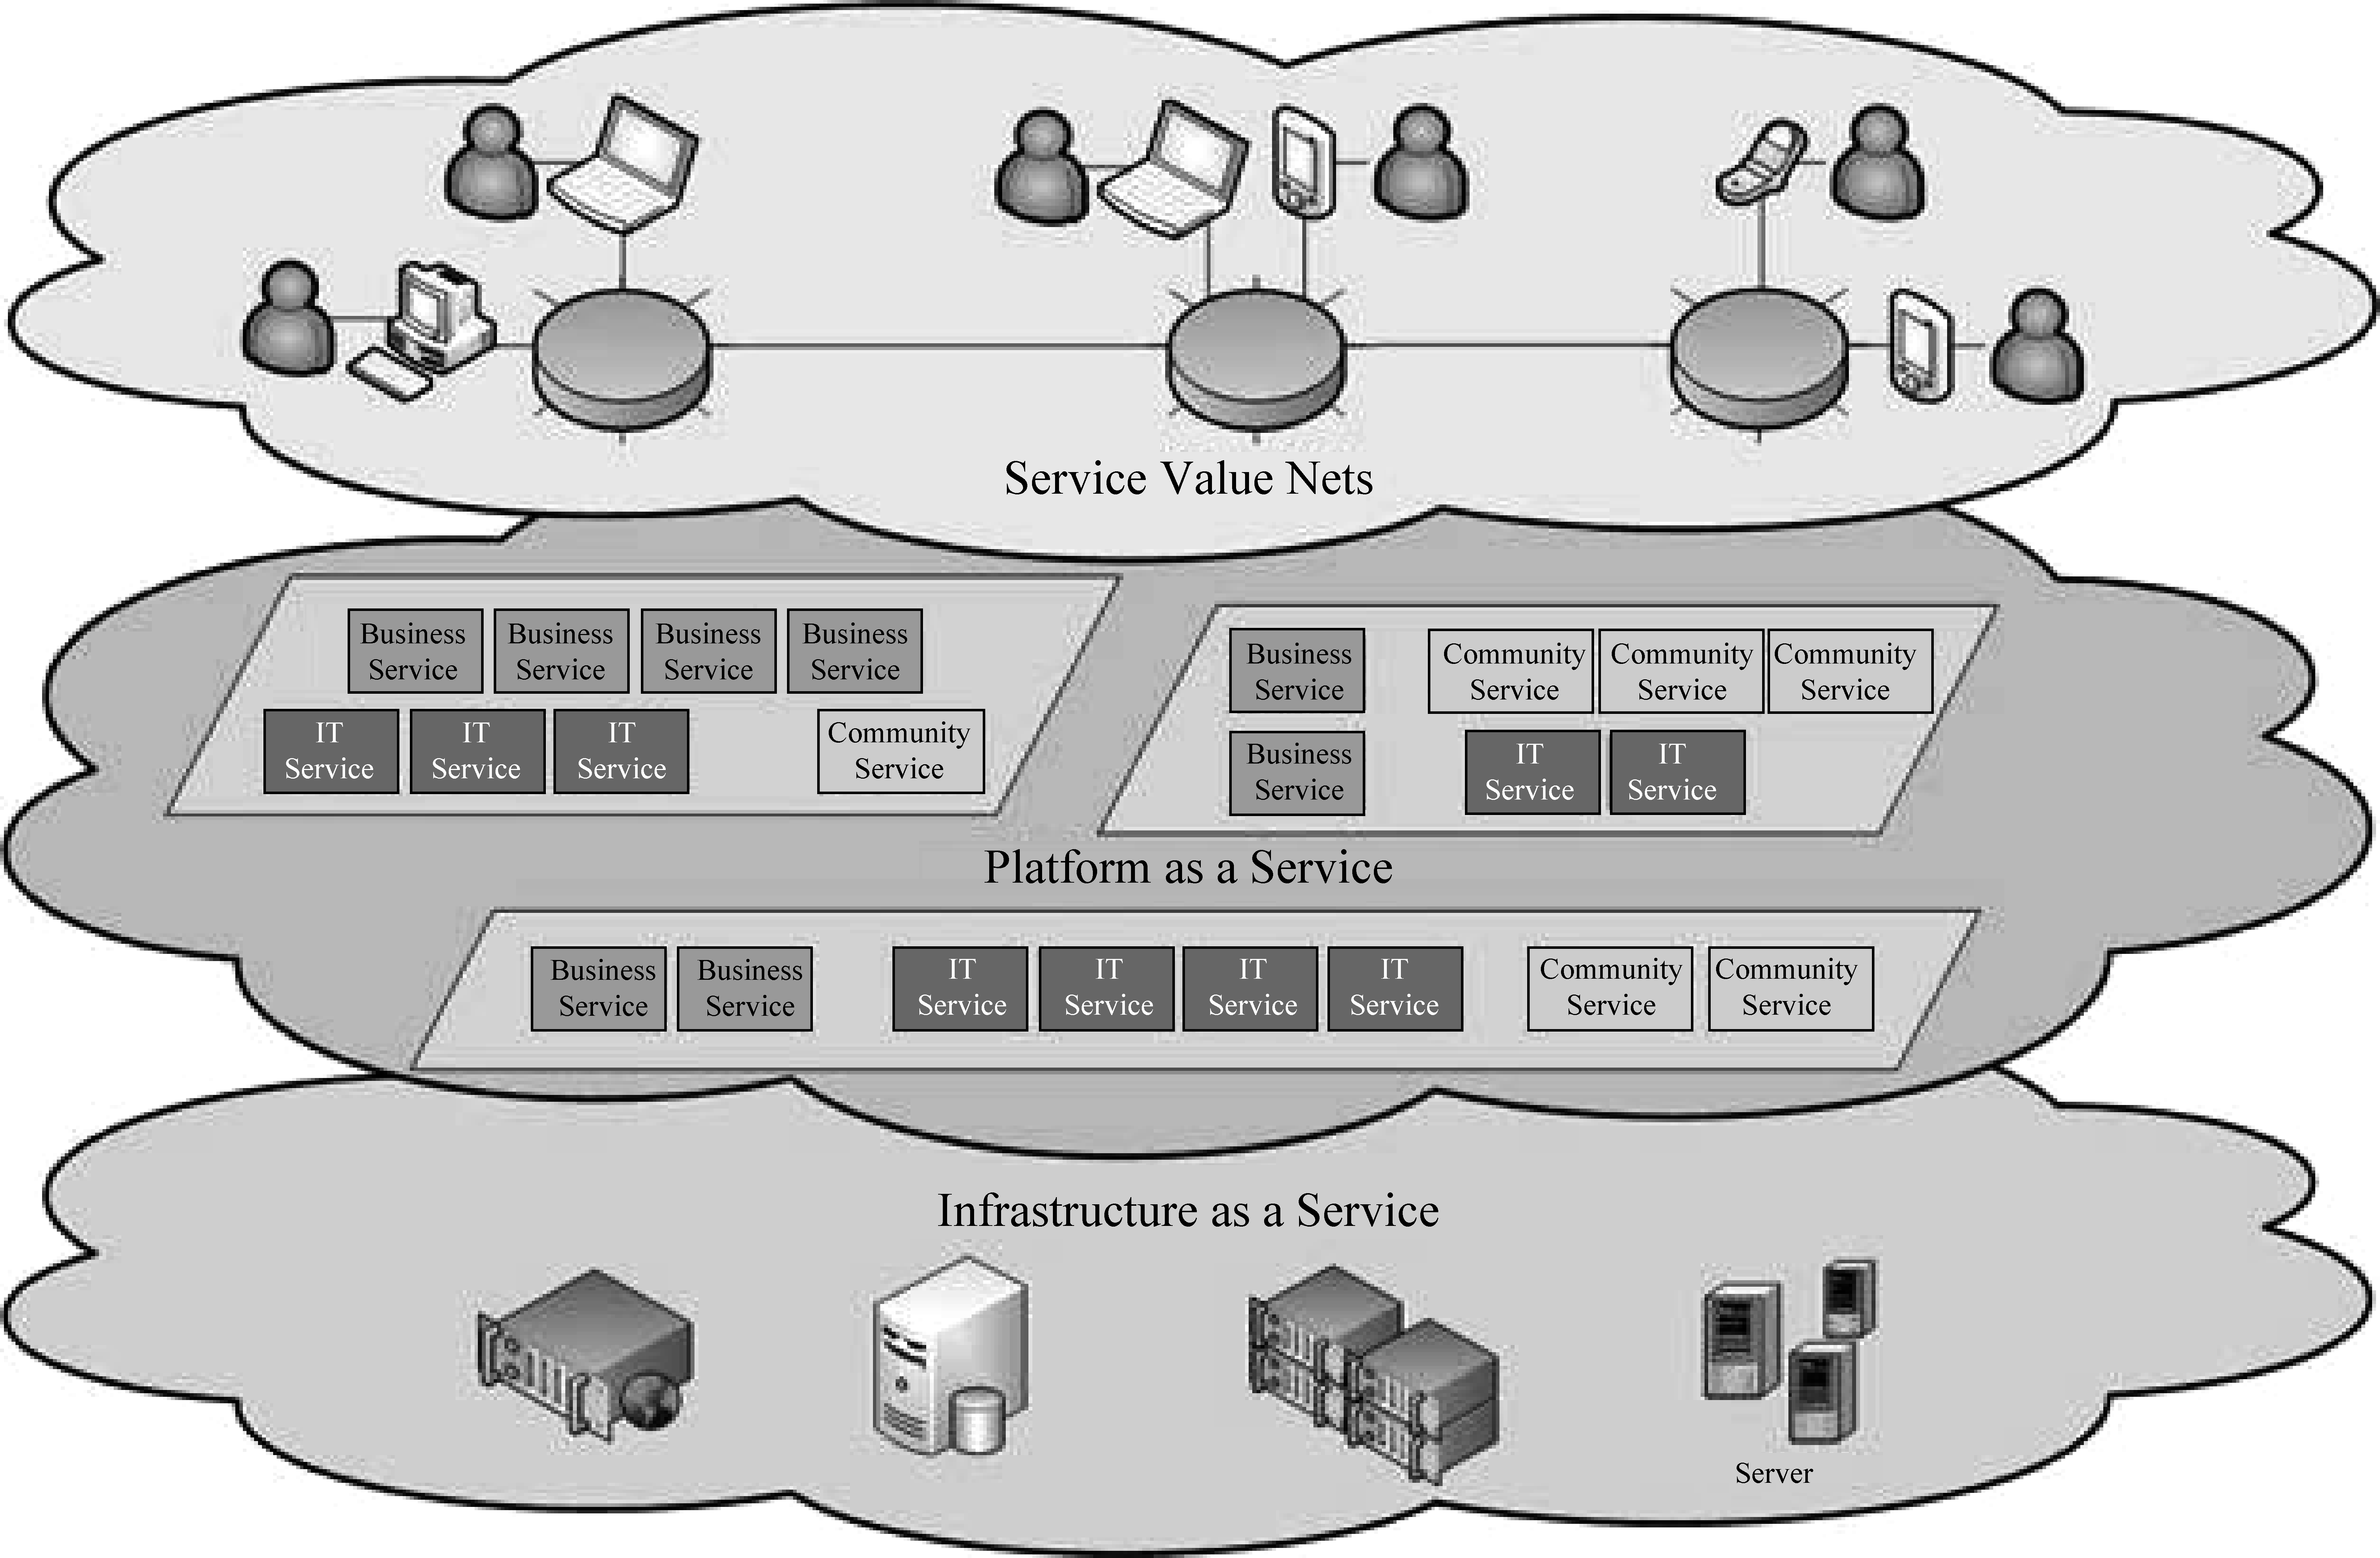 Service Value Nets
Business
Service
Business
Service
Business
Service
Business
Service
IT
Service
IT
Service
IT
Service
Community
Service
Business
Service
Community
Service
Community
Service
Community
Service
Business
Service
IT
Service
IT
Service
Platform as a Service
Business
Service
Business
Service
IT
Service
IT
Service
IT
Service
IT
Service
Community
Service
Community
Service
Infrastructure as a Service
Server